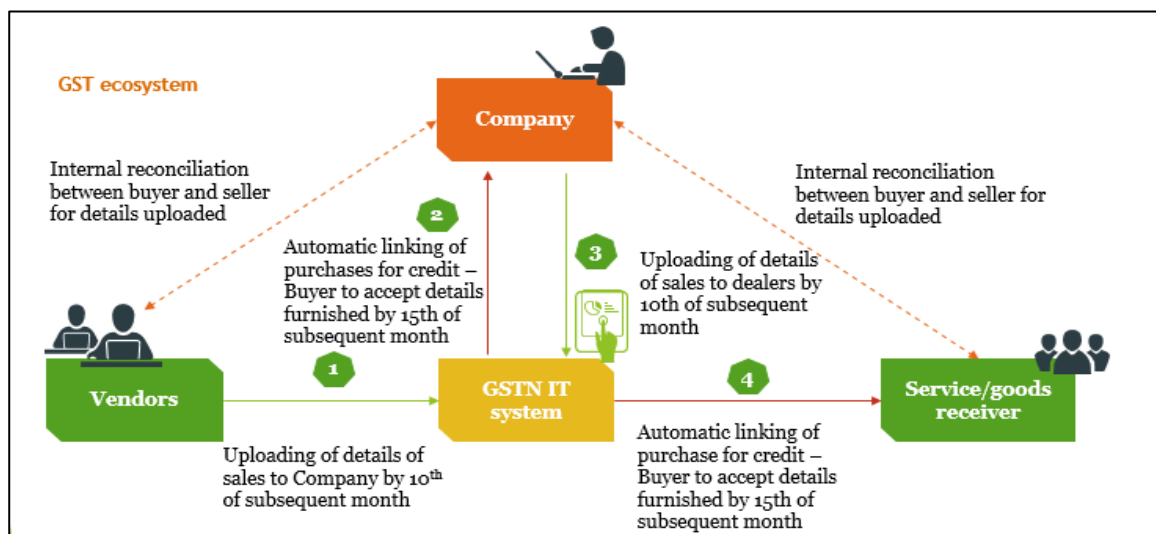 GST ecosystem
Company
Internal reconciliation
between buyer and seller
for details uploaded
Internal reconciliation
between buyer and seller for
details uploaded
2
Automatic linking of
purchases for credit –
Buyer to accept details
furnished by 15th of
subsequent month
3
Uploading of details
of sales to dealers by
10th of subsequent
month
1
Vendors
GSTN IT
system
4
Service/goods
receiver
Uploading of details of
sales to Company by 10th
of subsequent month
Automatic linking of
purchase for credit –
Buyer to accept details
furnished by 15th of
subsequent month